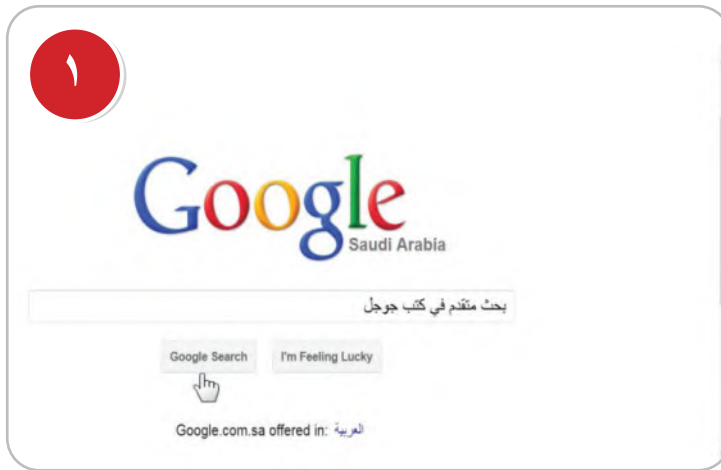 ١
Google
Saudi Arabia
بحث متقدم في كتب جوجل
Google Search I'm Feeling Lucky
Google.com.sa offered in: العربية